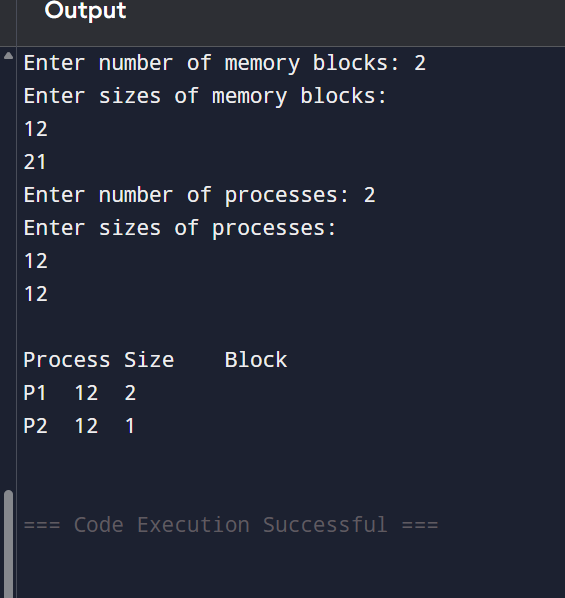 Output
Enter number of memory blocks: 2
Enter sizes of memory blocks:
12
21
Enter number of processes: 2
Enter sizes of processes:
12
12
Process Size    Block
P1  12  2
P2  12  1
=== Code Execution Successful ===